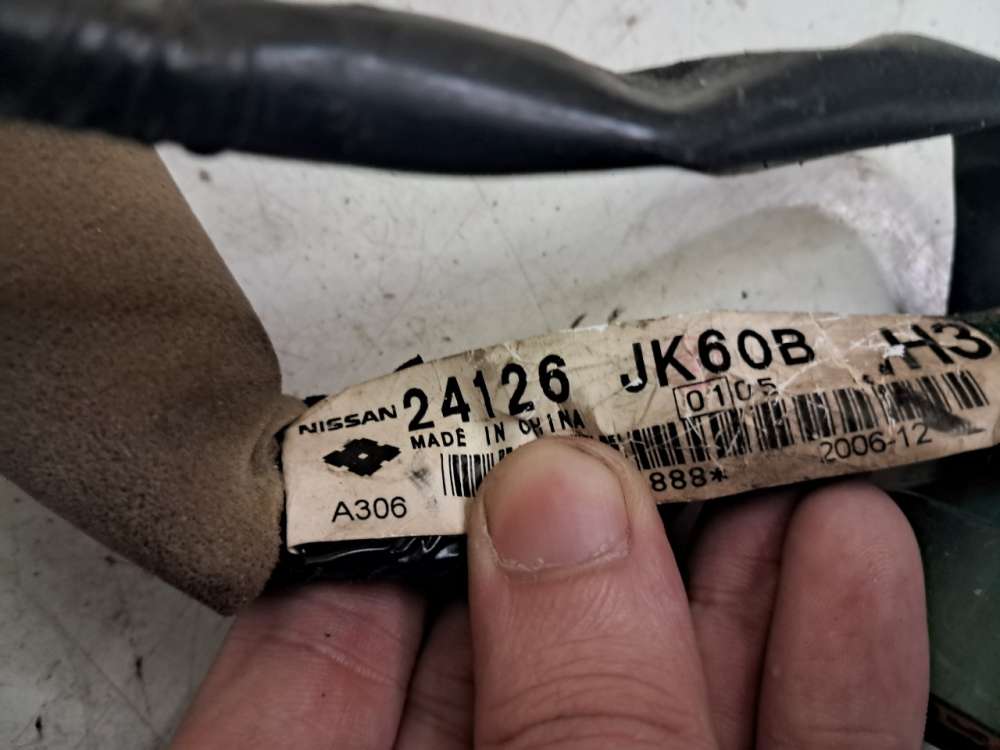 NISSAN 24126 JK60B H3
MADE IN CHINA 0105
A306 888* 2006-12